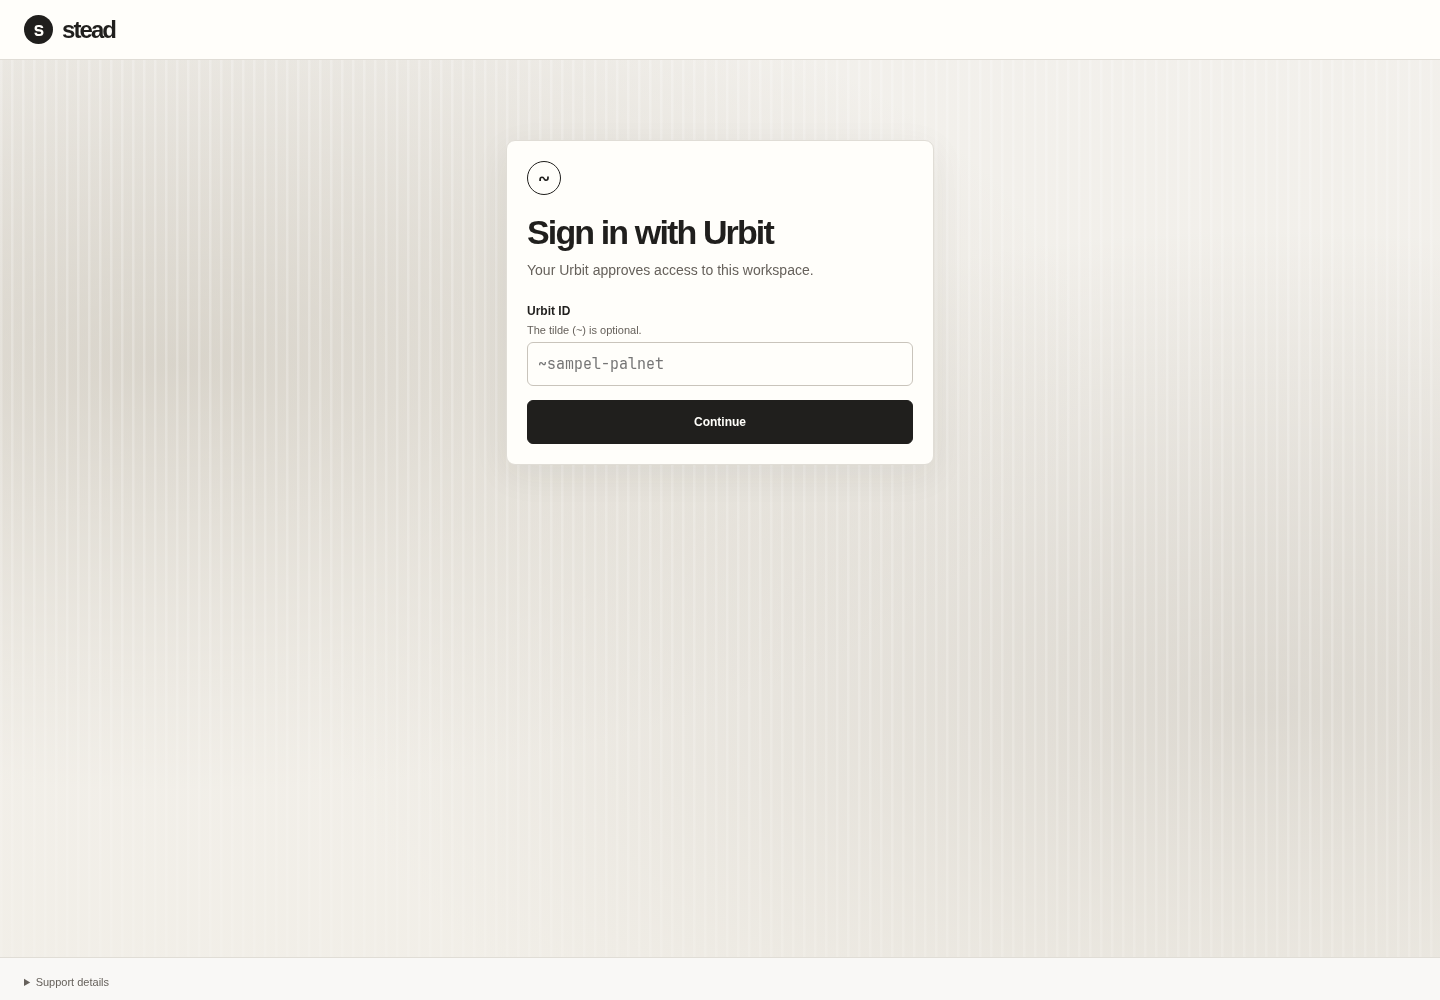 S stead
~
Sign in with Urbit
Your Urbit approves access to this workspace.
Urbit ID
The tilde (~) is optional.
~sampel-palnet
Continue
Support details